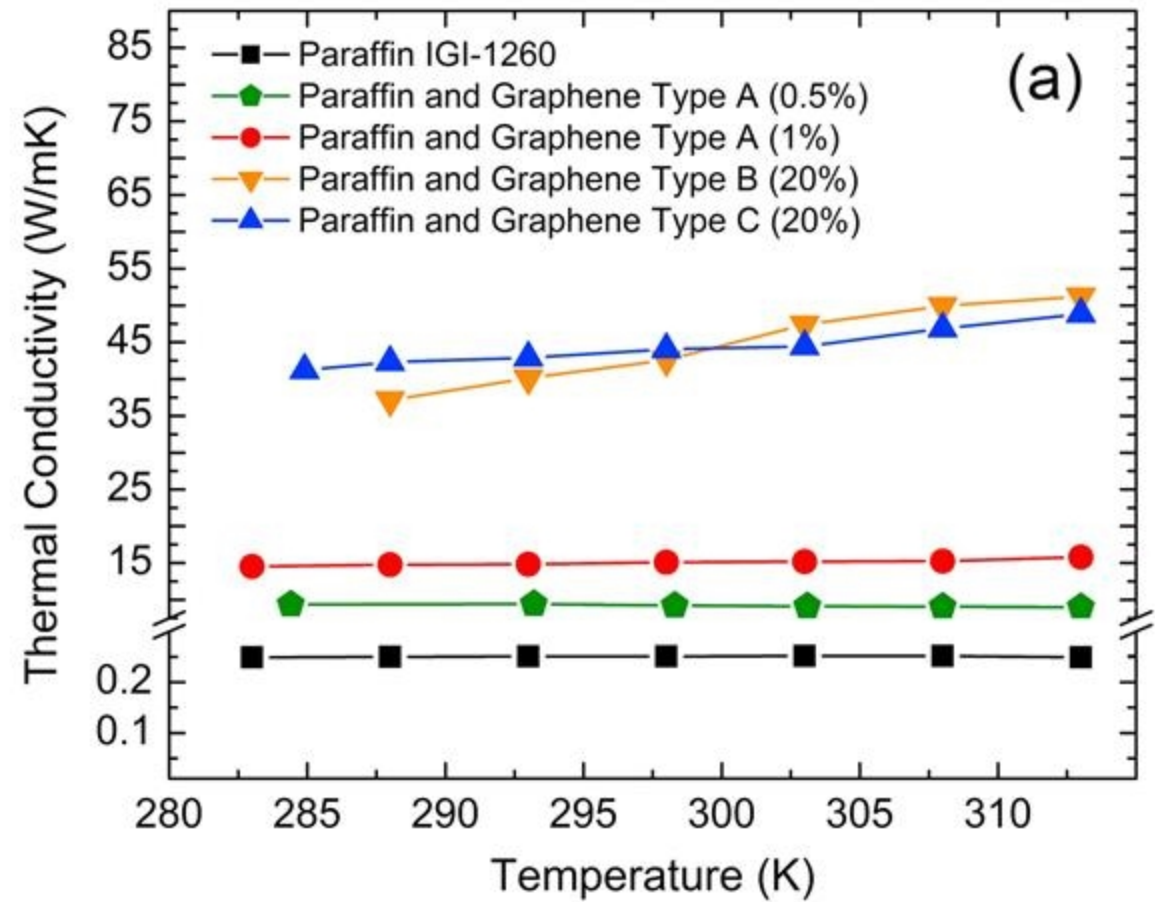 Paraffin IGI-1260
Paraffin and Graphene Type A (0.5%)
Paraffin and Graphene Type A (1%)
Paraffin and Graphene Type B (20%)
Paraffin and Graphene Type C (20%)
(a)
Thermal Conductivity (W/mK)
85
75
65
55
45
35
25
15
0.2
0.1
280 285 290 295 300 305 310
Temperature (K)